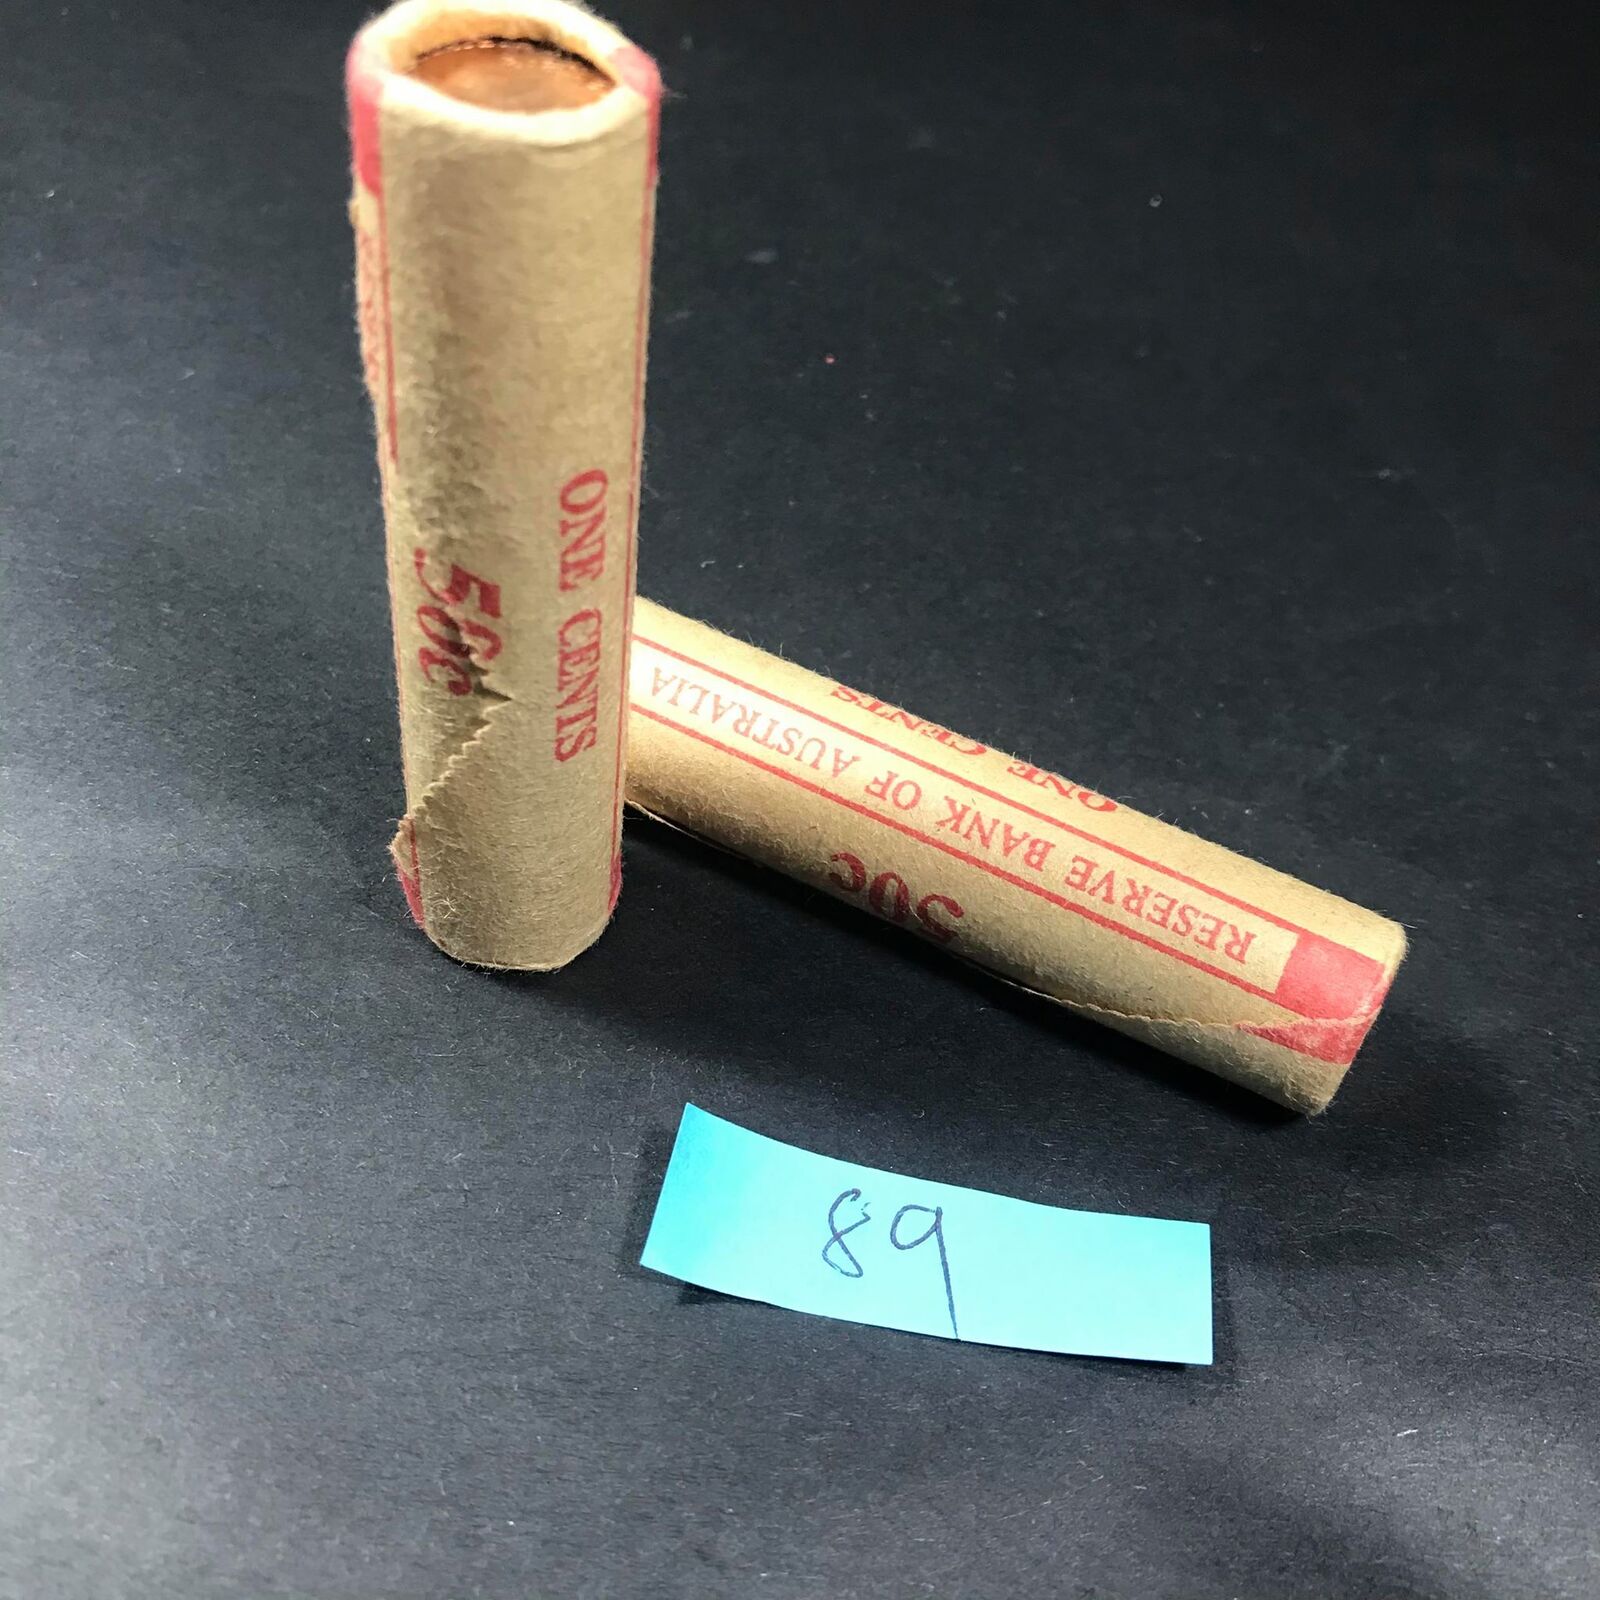 ONE CENTS
50c
ONE CENTS
RESERVE BANK OF AUSTRALIA
50c
89